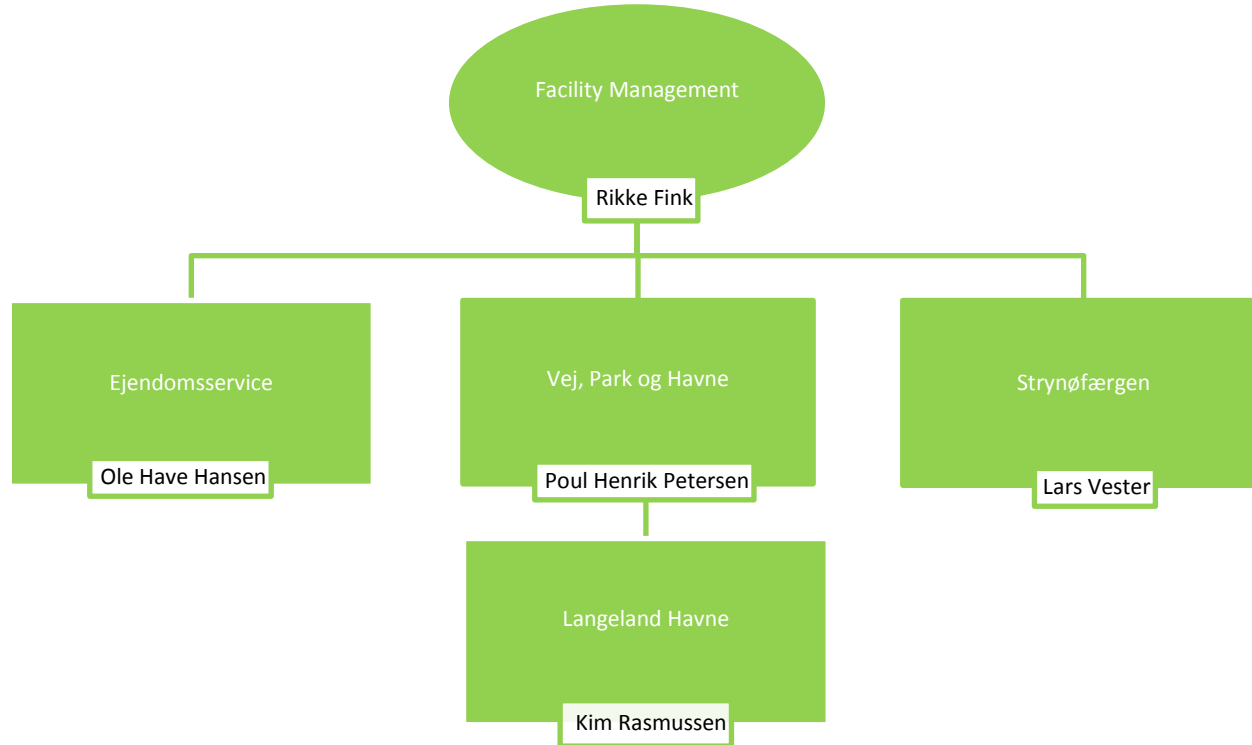 Facility Management
Rikke Fink
Ejendomsservice
Ole Have Hansen
Vej, Park og Havne
Poul Henrik Petersen
Strynøfærgen
Lars Vester
Langeland Havne
Kim Rasmussen